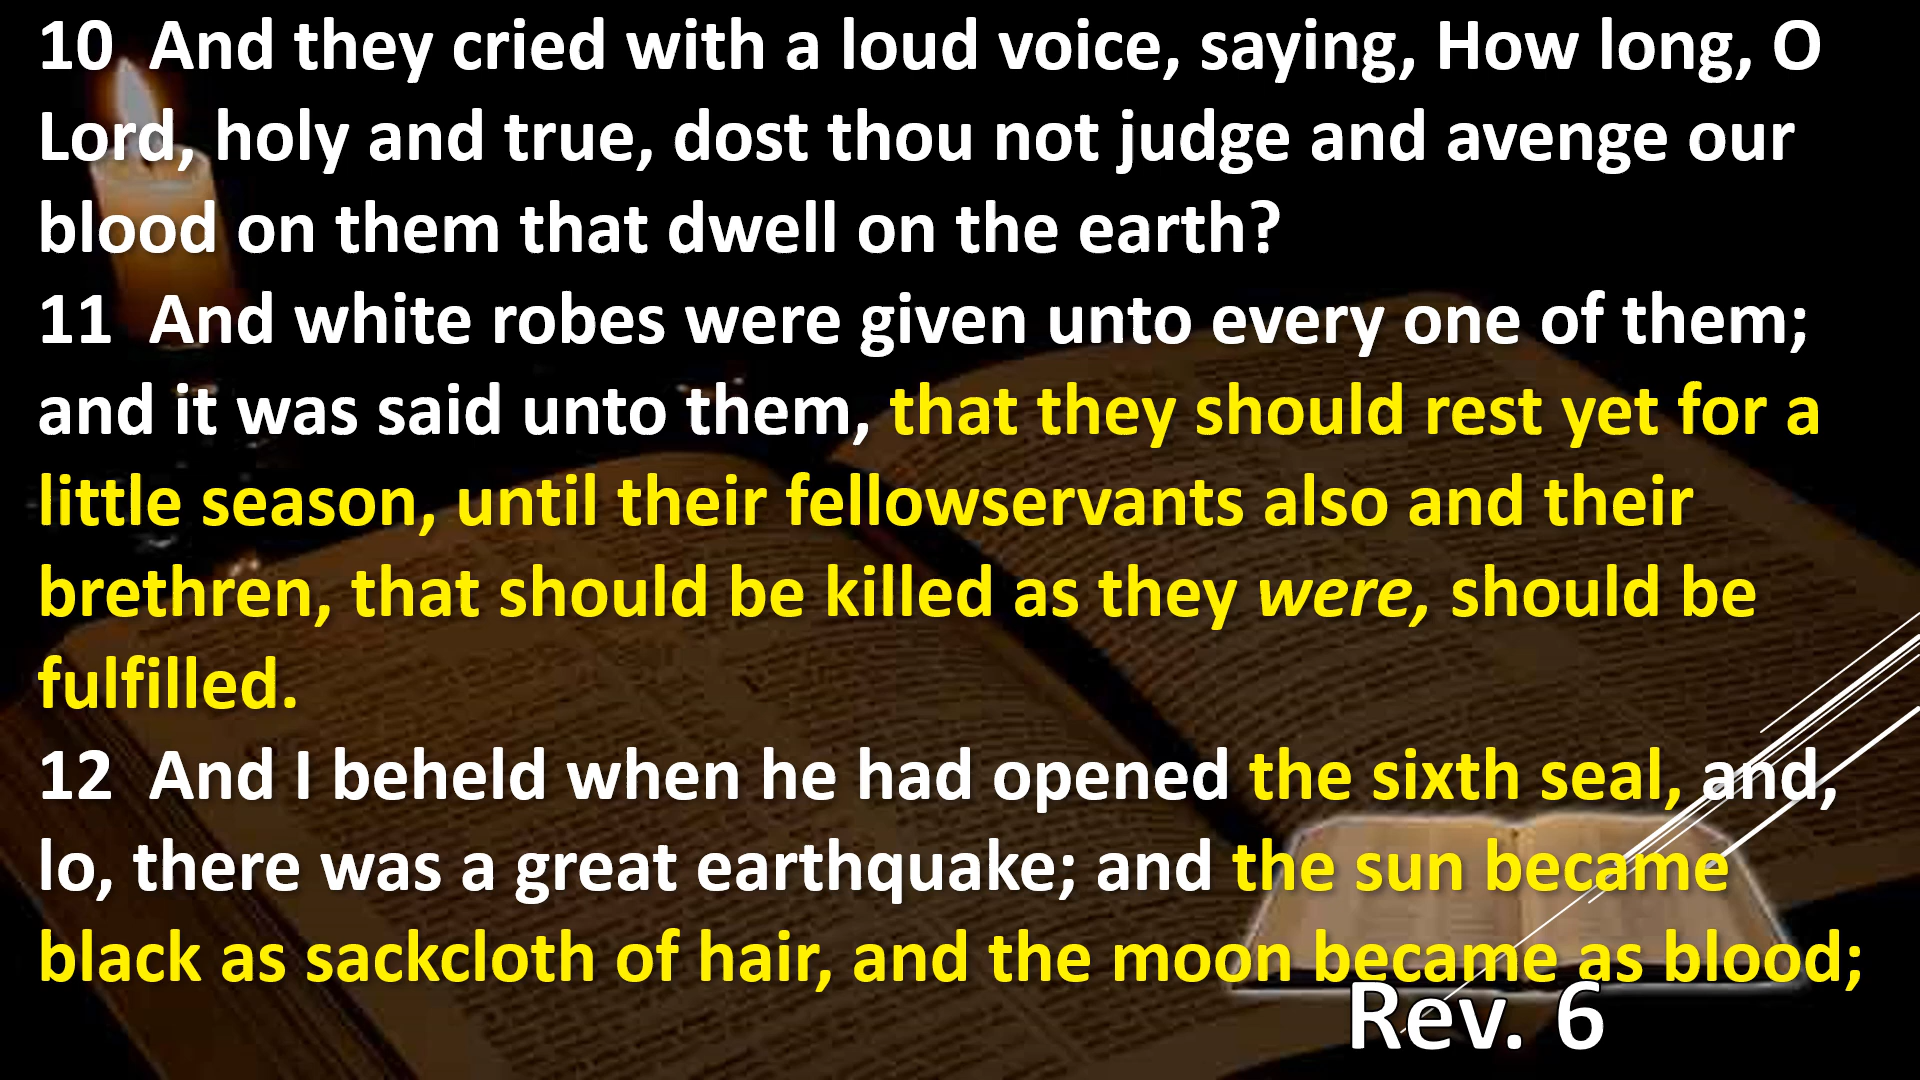 10  And they cried with a loud voice, saying, How long, O
Lord, holy and true, dost thou not judge and avenge our
blood on them that dwell on the earth?
11  And white robes were given unto every one of them;
and it was said unto them, that they should rest yet for a
little season, until their fellowservants also and their
brethren, that should be killed as they were, should be
fulfilled.
12  And I beheld when he had opened the sixth seal, and,
lo, there was a great earthquake; and the sun became
black as sackcloth of hair, and the moon became as blood;
Rev. 6